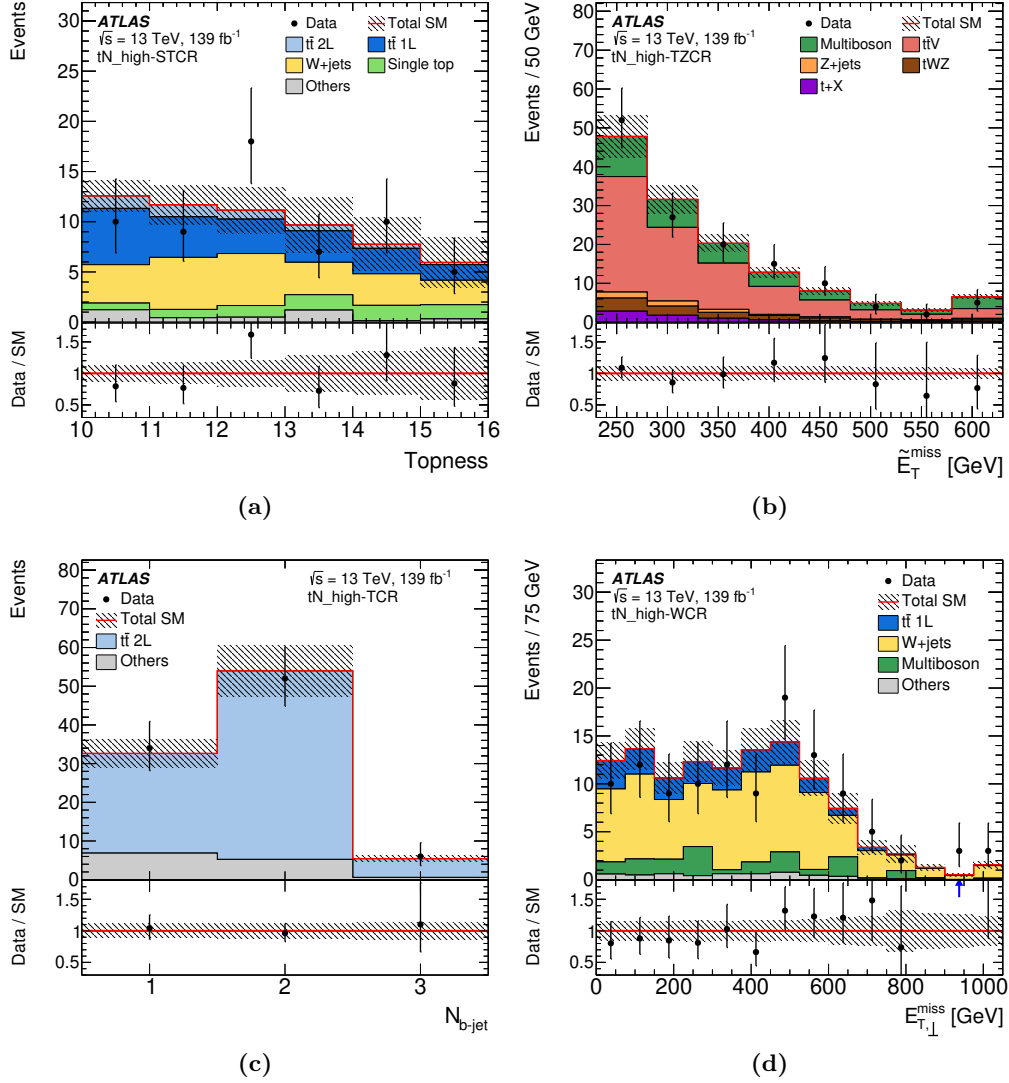 Events
ATLAS
√s = 13 TeV, 139 fb⁻¹
tN_high-STCR
Data
Total SM
tt̄ 2L
tt̄ 1L
W+jets
Single top
Others
0
5
10
15
20
25
30
Data / SM
0.5
1
1.5
10
11
12
13
14
15
16
Topness
(a)
Events / 50 GeV
ATLAS
√s = 13 TeV, 139 fb⁻¹
tN_high-TZCR
Data
Total SM
Multiboson
tt̄V
Z+jets
tWZ
t+X
0
10
20
30
40
50
60
70
80
Data / SM
0.5
1
1.5
250
300
350
400
450
500
550
600
Ẽ_T^miss [GeV]
(b)
Events
ATLAS
√s = 13 TeV, 139 fb⁻¹
tN_high-TCR
Data
Total SM
tt̄ 2L
Others
0
10
20
30
40
50
60
70
80
Data / SM
0.5
1
1.5
1
2
3
N_b-jet
(c)
Events / 75 GeV
ATLAS
√s = 13 TeV, 139 fb⁻¹
tN_high-WCR
Data
Total SM
tt̄ 1L
W+jets
Multiboson
Others
0
5
10
15
20
25
30
Data / SM
0.5
1
1.5
0
200
400
600
800
1000
E_T,⊥^miss [GeV]
(d)